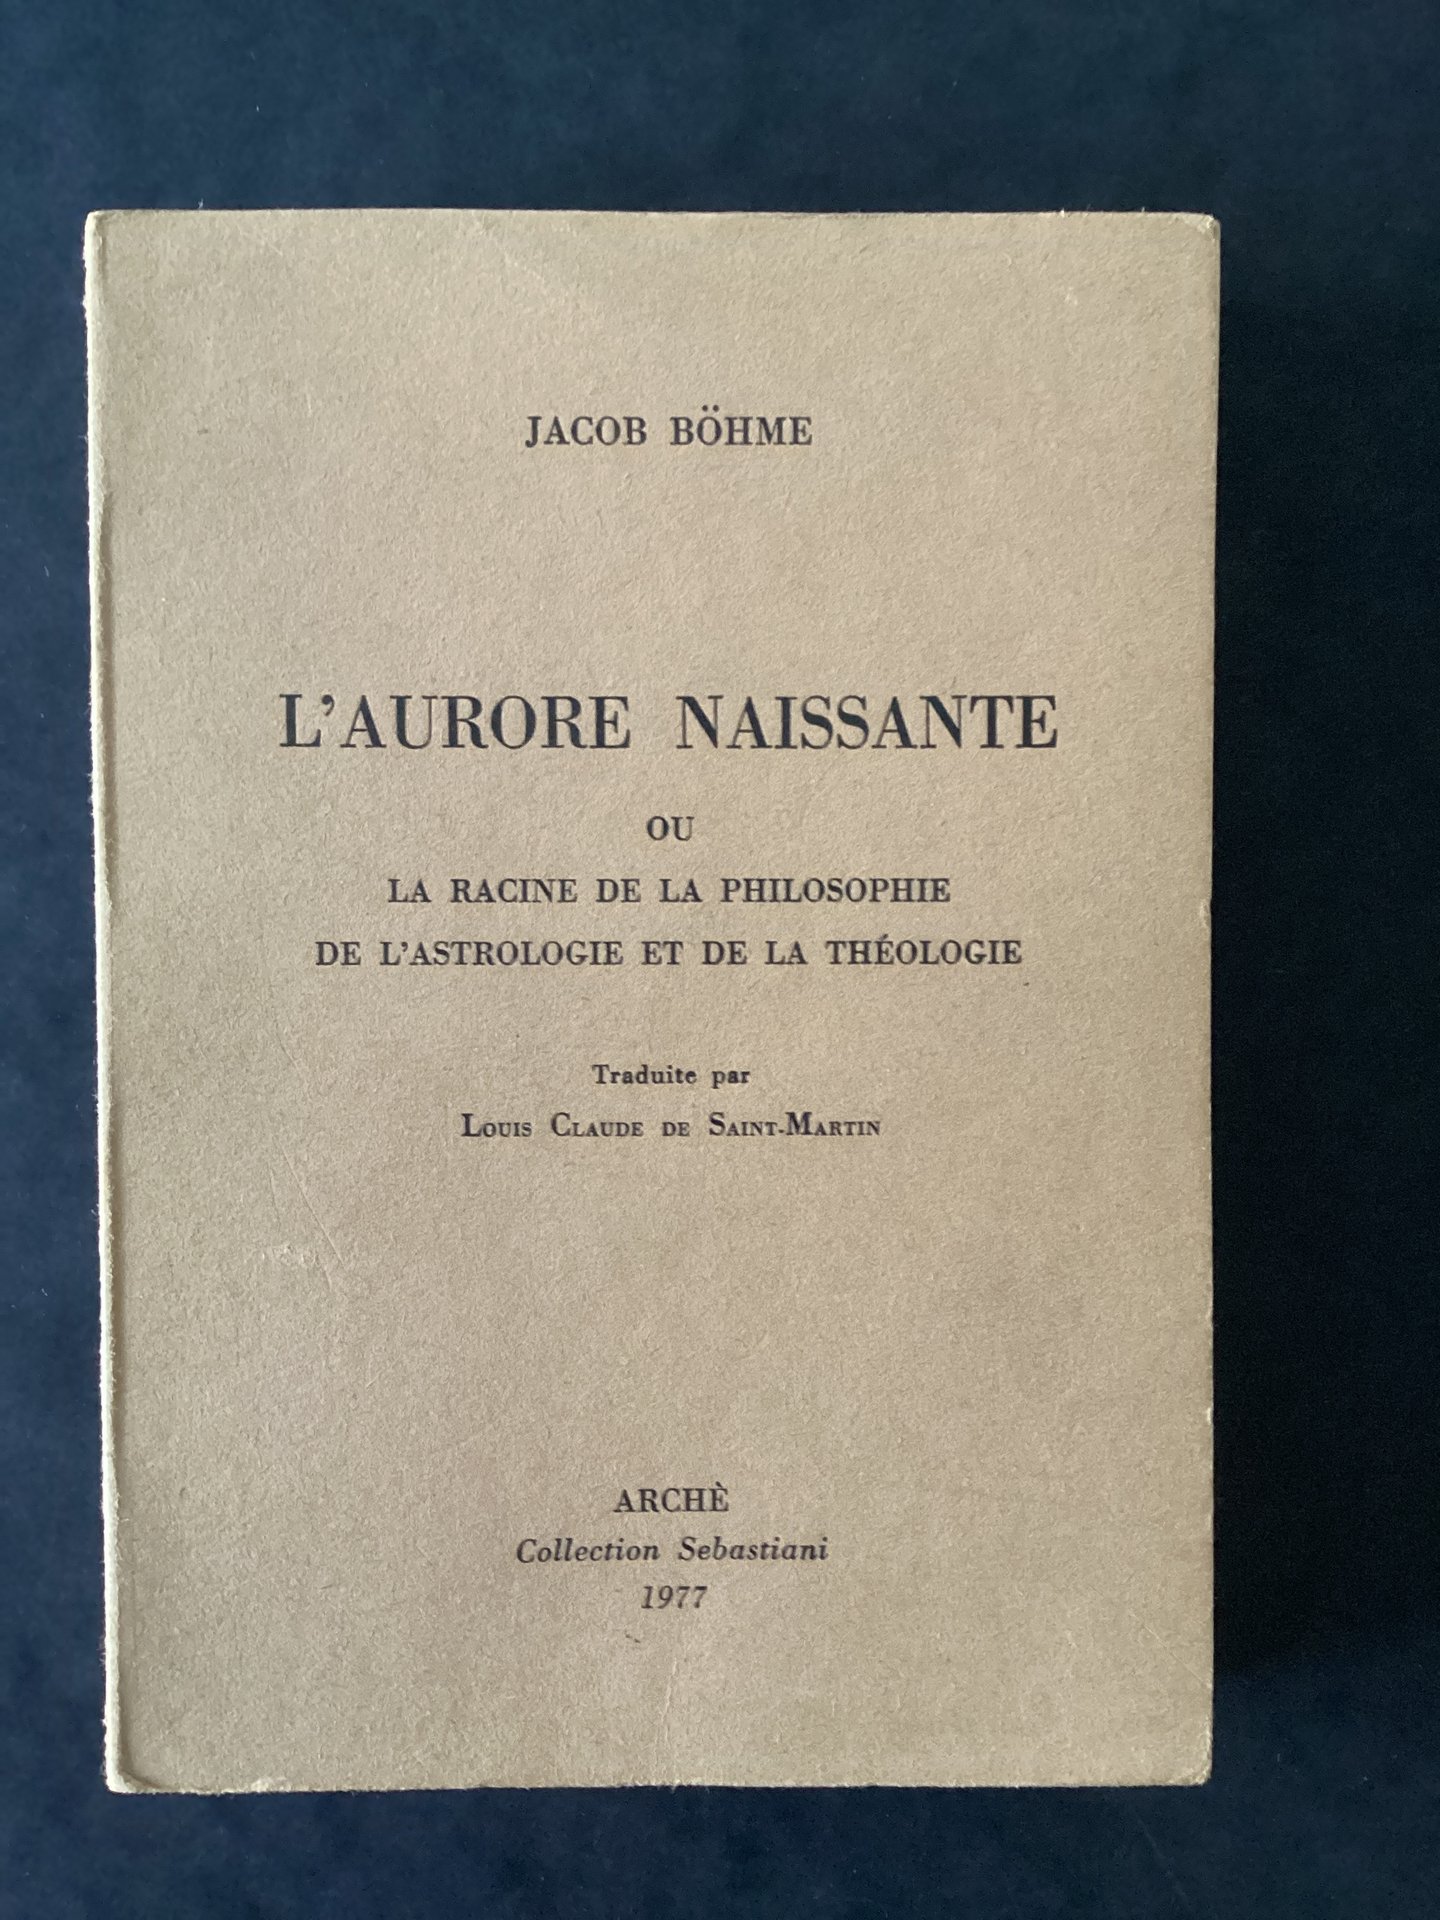 JACOB BÖHME
L'AURORE NAISSANTE
OU
LA RACINE DE LA PHILOSOPHIE
DE L'ASTROLOGIE ET DE LA THÉOLOGIE
Traduite par
LOUIS CLAUDE DE SAINT-MARTIN
ARCHÈ
Collection Sebastiani
1977